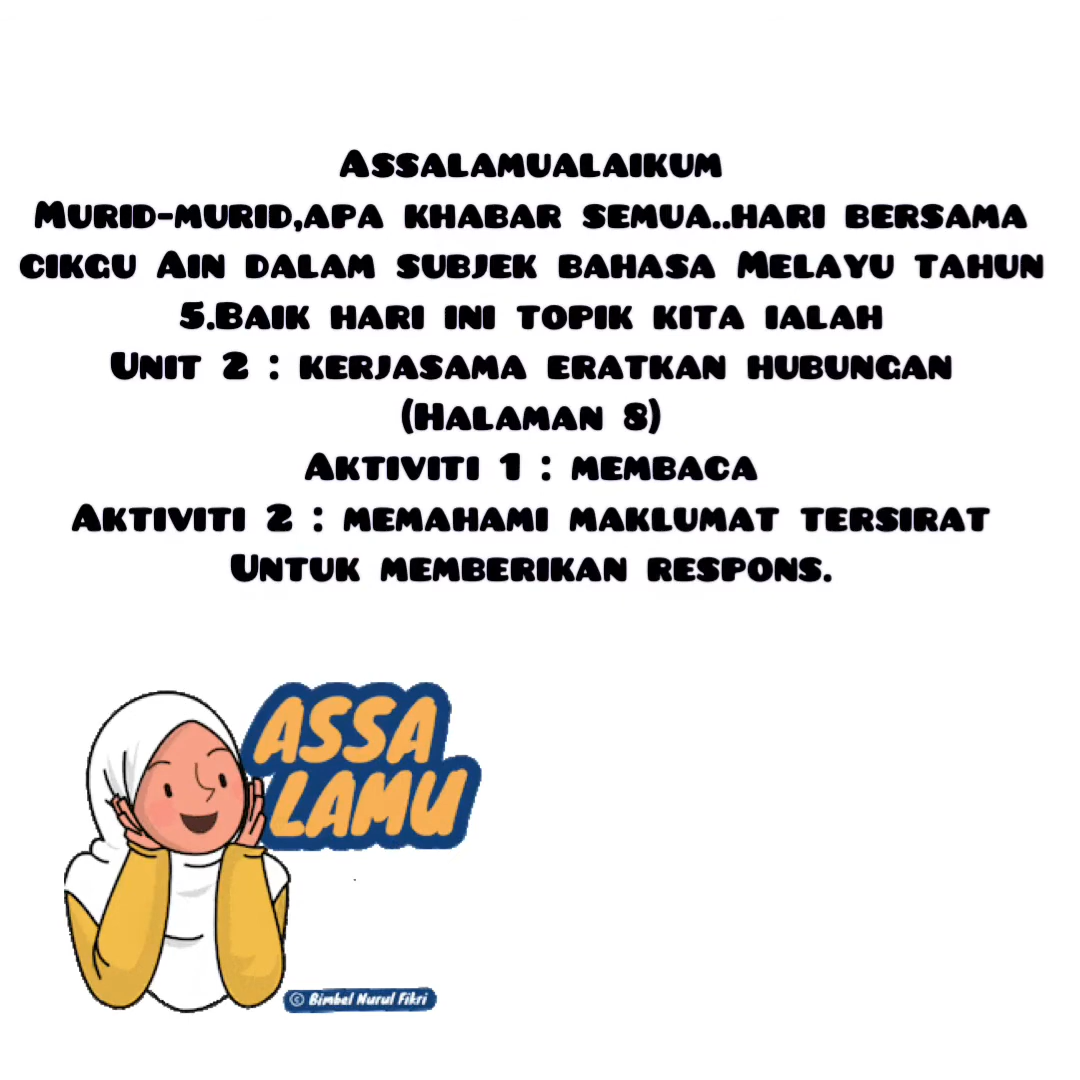 Assalamualaikum
Murid-murid,apa khabar semua..hari bersama
cikgu Ain dalam subjek bahasa Melayu tahun
5.Baik hari ini topik kita ialah
Unit 2 : kerjasama eratkan hubungan
(Halaman 8)
Aktiviti 1 : membaca
Aktiviti 2 : memahami maklumat tersirat
Untuk memberikan respons.
ASSA
LAMU
© Bimbel Nurul Fikri